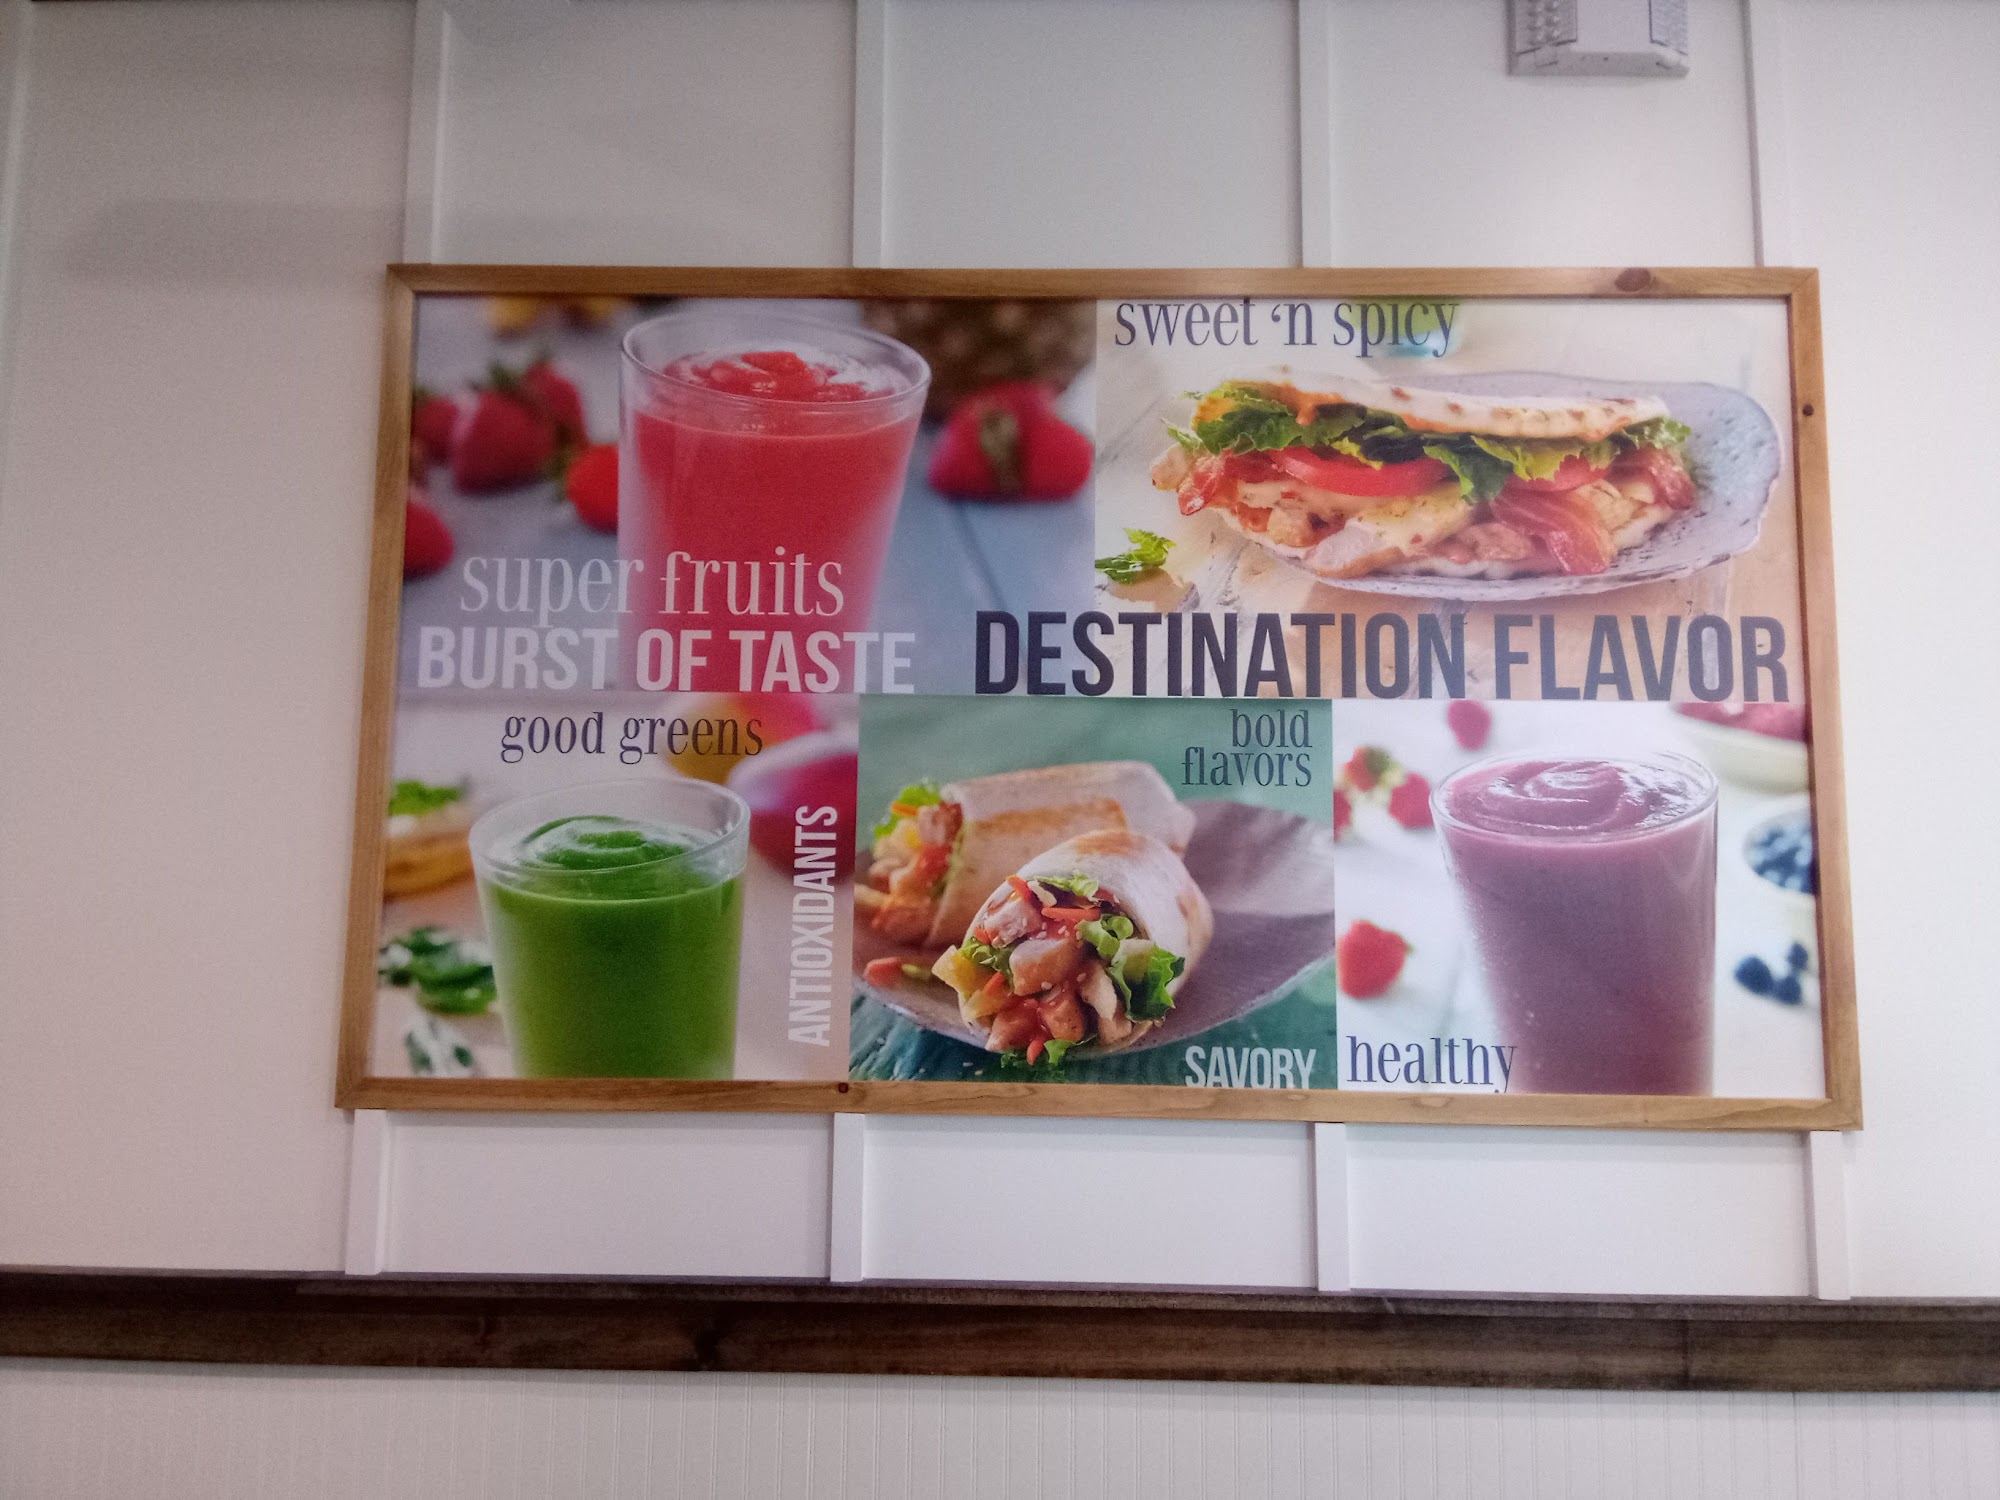 sweet ‘n spicy
super fruits
BURST OF TASTE
DESTINATION FLAVOR
good greens
ANTIOXIDANTS
bold
flavors
SAVORY
healthy